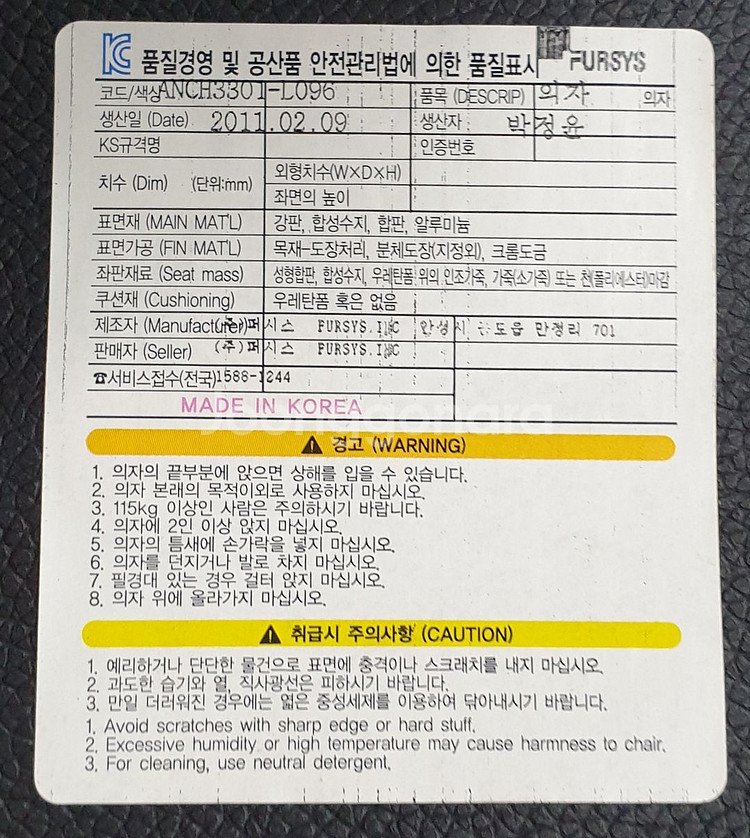 KC 품질경영 및 공산품 안전관리법에 의한 품질표시 FURSYS
코드/색상 ANCH3301-L096 품목 (DESCRIP) 의자 의자
생산일 (Date) 2011.02.09 생산자 박정윤
KS규격명 인증번호
치수 (Dim) (단위:mm) 외형치수(W×D×H)
좌면의 높이
표면재 (MAIN MAT'L) 강판, 합성수지, 합판, 알루미늄
표면가공 (FIN MAT'L) 목재-도장처리, 분체도장(지정외), 크롬도금
좌판재료 (Seat mass) 성형합판, 합성수지, 우레탄폼 위의 인조가죽, 가죽(소가죽) 또는 천(폴리에스터)마감
쿠션재 (Cushioning) 우레탄폼 혹은 없음
제조자 (Manufacturer) (주)퍼시스 FURSYS.INC 안성시 도읍 만정리 701
판매자 (Seller) (주)퍼시스 FURSYS.INC
☎서비스접수(전국)1588-1244
MADE IN KOREA
joonggonara
⚠ 경고 (WARNING)
1. 의자의 끝부분에 앉으면 상해를 입을 수 있습니다.
2. 의자 본래의 목적이외로 사용하지 마십시오.
3. 115kg 이상인 사람은 주의하시기 바랍니다.
4. 의자에 2인 이상 앉지 마십시오.
5. 의자의 틈새에 손가락을 넣지 마십시오.
6. 의자를 던지거나 발로 차지 마십시오.
7. 필경대 있는 경우 걸터 앉지 마십시오.
8. 의자 위에 올라가지 마십시오.
⚠ 취급시 주의사항 (CAUTION)
1. 예리하거나 단단한 물건으로 표면에 충격이나 스크래치를 내지 마십시오.
2. 과도한 습기와 열, 직사광선은 피하시기 바랍니다.
3. 만일 더러워진 경우에는 엷은 중성세제를 이용하여 닦아내시기 바랍니다.
1. Avoid scratches with sharp edge or hard stuff.
2. Excessive humidity or high temperature may cause harmness to chair.
3. For cleaning, use neutral detergent.